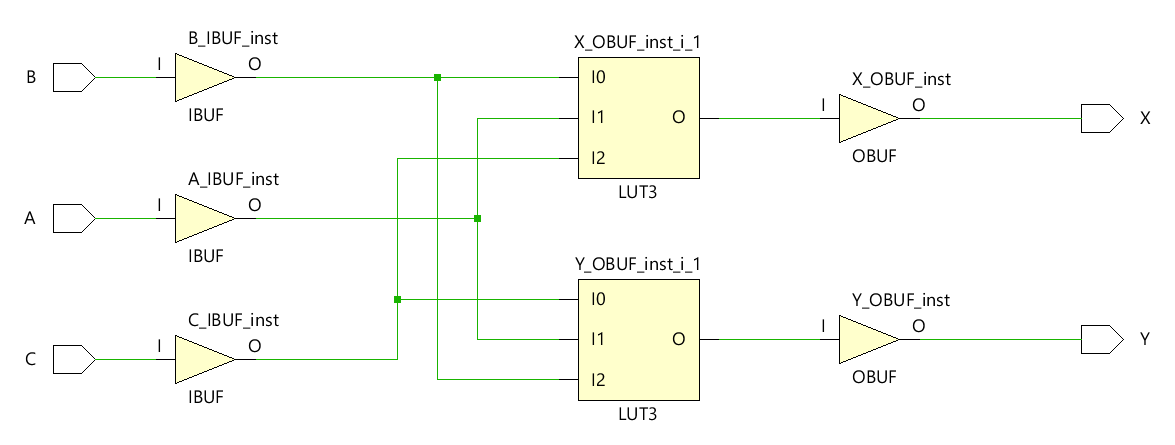 B_IBUF_inst
B
I
O
IBUF
X_OBUF_inst_i_1
I0
I1
O
I2
LUT3
X_OBUF_inst
I
O
X
OBUF
A_IBUF_inst
A
I
O
IBUF
Y_OBUF_inst_i_1
I0
I1
O
I2
LUT3
Y_OBUF_inst
I
O
Y
OBUF
C_IBUF_inst
C
I
O
IBUF